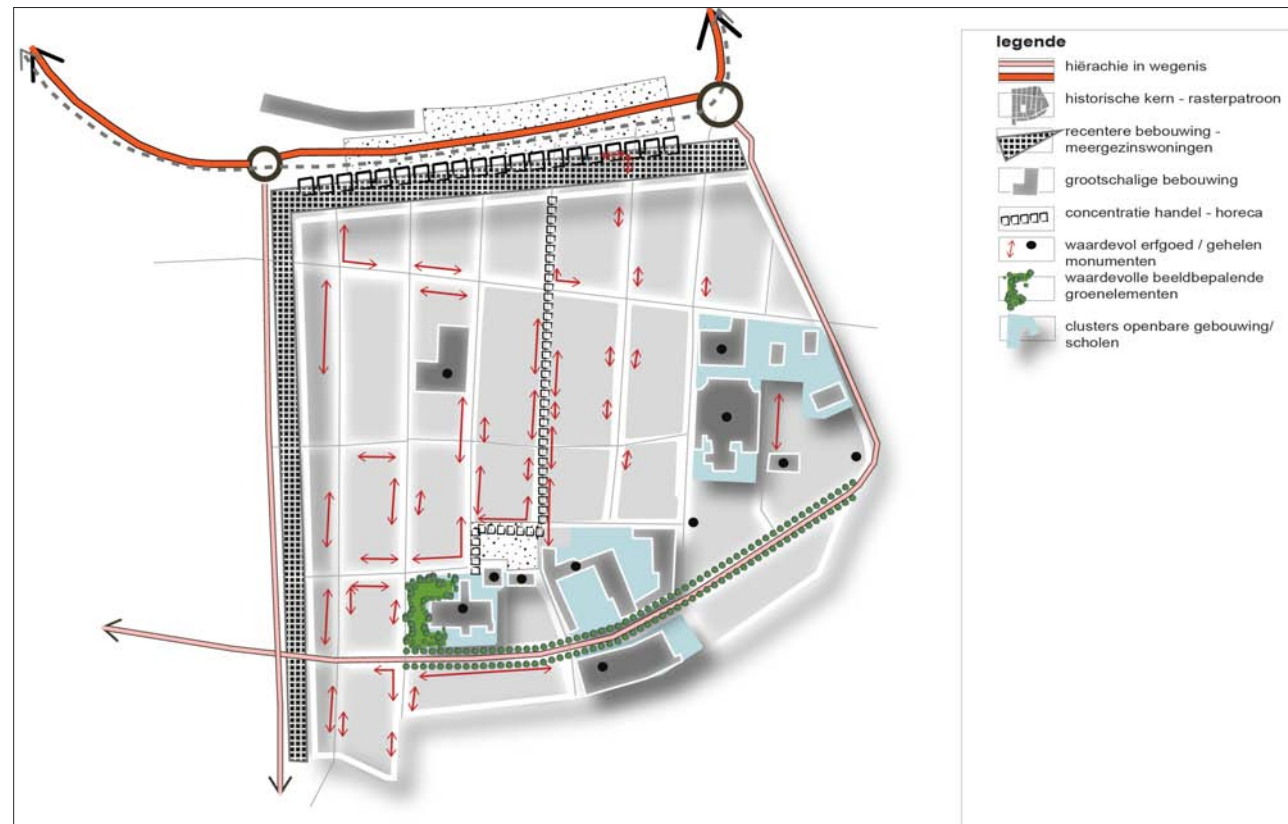 legende
hiërachie in wegenis
historische kern - rasterpatroon
recentere bebouwing -
meergezinswoningen
grootschalige bebouwing
concentratie handel - horeca
waardevol erfgoed / gehelen
monumenten
waardevolle beeldbepalende
groenelementen
clusters openbare gebouwing/
scholen